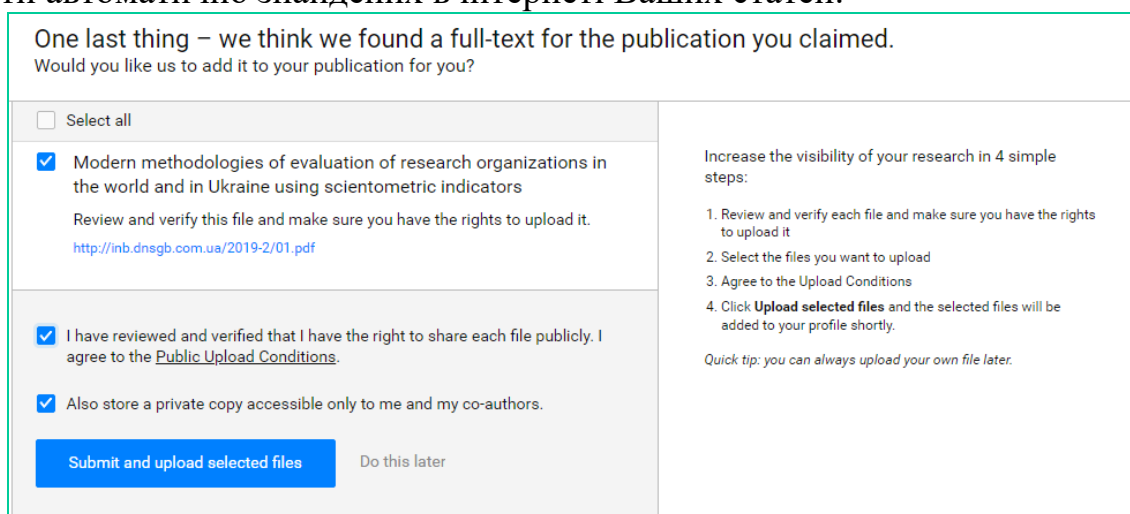 автоматично знайдених в інтернеті Ваших статей.
One last thing – we think we found a full-text for the publication you claimed.
Would you like us to add it to your publication for you?
Select all
Modern methodologies of evaluation of research organizations in
the world and in Ukraine using scientometric indicators
Review and verify this file and make sure you have the rights to upload it.
http://inb.dnsgb.com.ua/2019-2/01.pdf
I have reviewed and verified that I have the right to share each file publicly. I
agree to the Public Upload Conditions.
Also store a private copy accessible only to me and my co-authors.
Submit and upload selected files
Do this later
Increase the visibility of your research in 4 simple
steps:
1. Review and verify each file and make sure you have the rights
to upload it
2. Select the files you want to upload
3. Agree to the Upload Conditions
4. Click Upload selected files and the selected files will be
added to your profile shortly.
Quick tip: you can always upload your own file later.